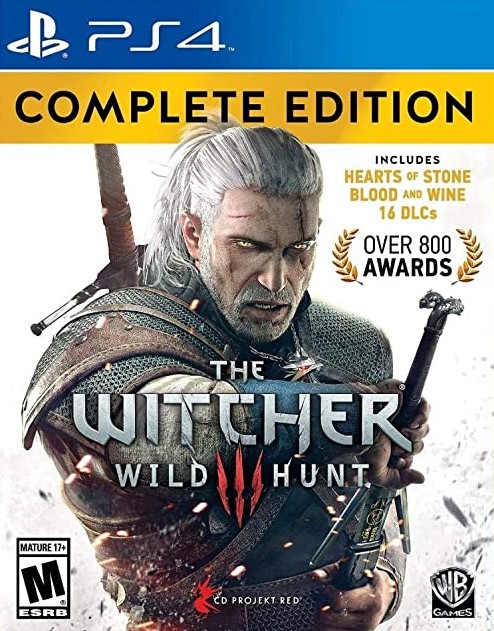 PS4
COMPLETE EDITION
INCLUDES
HEARTS OF STONE
BLOOD AND WINE
16 DLCs
OVER 800
AWARDS
THE
WITCHER®
WILD III HUNT
MATURE 17+
M
ESRB
CD PROJEKT RED®
WB
GAMES